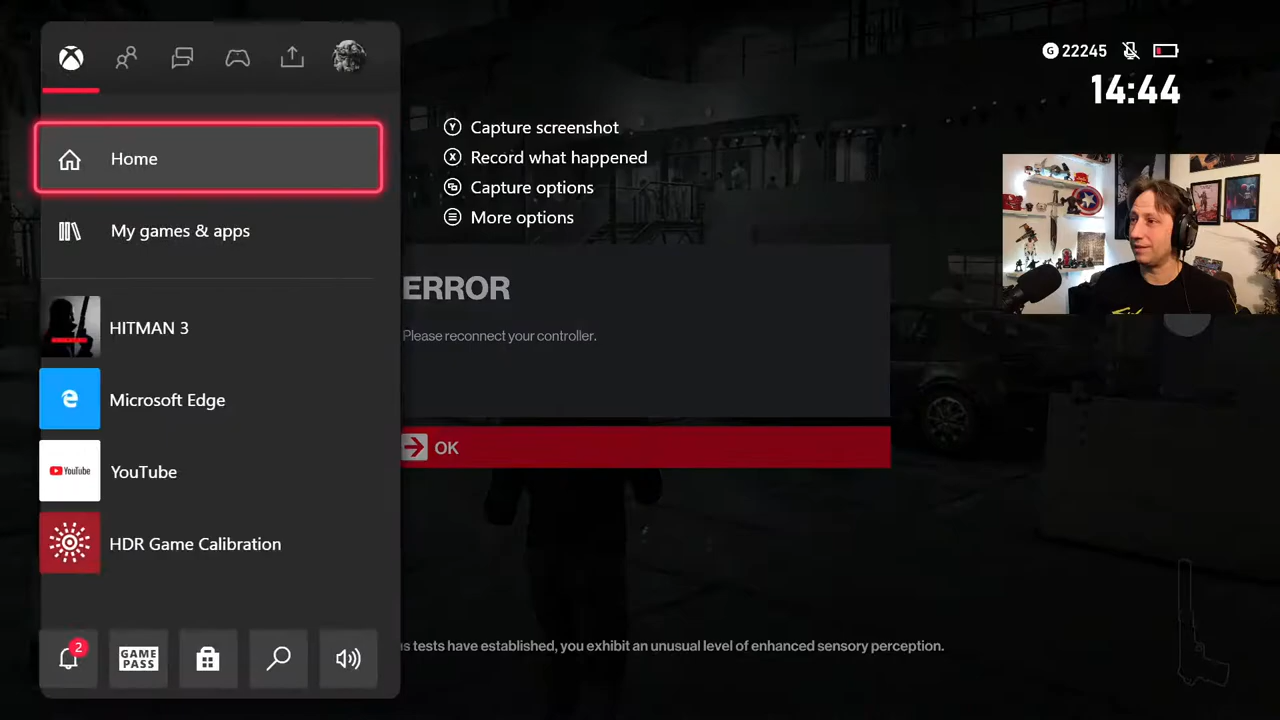 G 22245
14:44
Home
My games & apps
HITMAN 3
Microsoft Edge
YouTube
YouTube
HDR Game Calibration
2
GAME
PASS
Y Capture screenshot
X Record what happened
Capture options
More options
ERROR
Please reconnect your controller.
OK
s tests have established, you exhibit an unusual level of enhanced sensory perception.